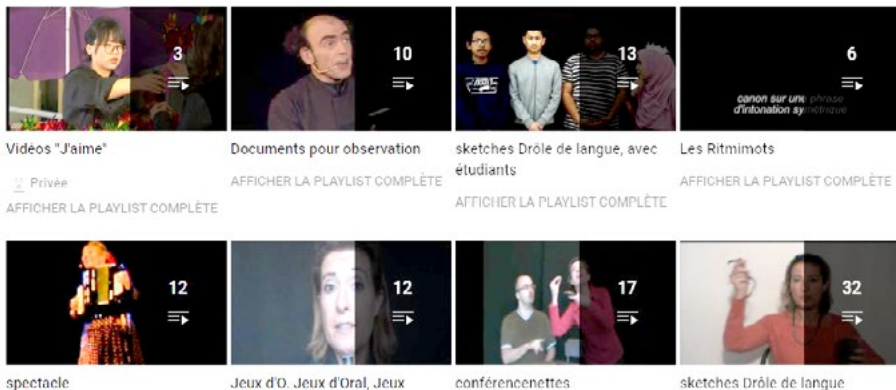 3
10
13
6
canon sur une phrase
d'intonation symétrique
Vidéos "J'aime"
Documents pour observation
sketches Drôle de langue, avec
étudiants
Les Ritmimots
Privée
AFFICHER LA PLAYLIST COMPLÈTE
AFFICHER LA PLAYLIST COMPLÈTE
AFFICHER LA PLAYLIST COMPLÈTE
AFFICHER LA PLAYLIST COMPLÈTE
12
12
17
32
spectacle
Jeux d'O. Jeux d'Oral, Jeux
conférencenettes
sketches Drôle de langue